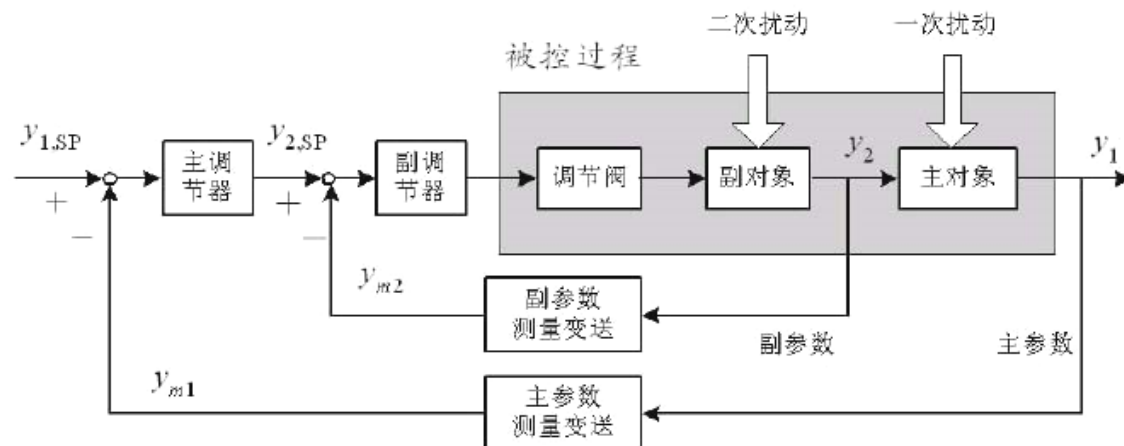 二次扰动
一次扰动
被控过程
y1,SP
y2,SP
y2
y1
主调
节器
副调
节器
调节阀
副对象
主对象
+
−
+
−
ym2
副参数
测量变送
副参数
主参数
ym1
主参数
测量变送